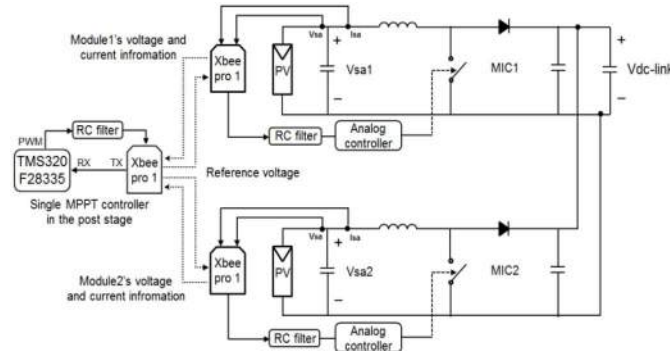 Module1's voltage and
current infromation
Xbee
pro 1
Vsa
Isa
PV
+
Vsa1
−
MIC1
+
Vdc-link
−
RC filter
Analog
controller
PWM
RC filter
TMS320
F28335
RX
TX
Xbee
pro 1
Reference voltage
Single MPPT controller
in the post stage
Module2's voltage
and current infromation
Xbee
pro 1
Vsa
Isa
PV
+
Vsa2
−
MIC2
RC filter
Analog
controller